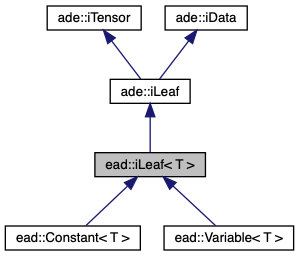 ade::iTensor
ade::iData
ade::iLeaf
ead::iLeaf< T >
ead::Constant< T >
ead::Variable< T >